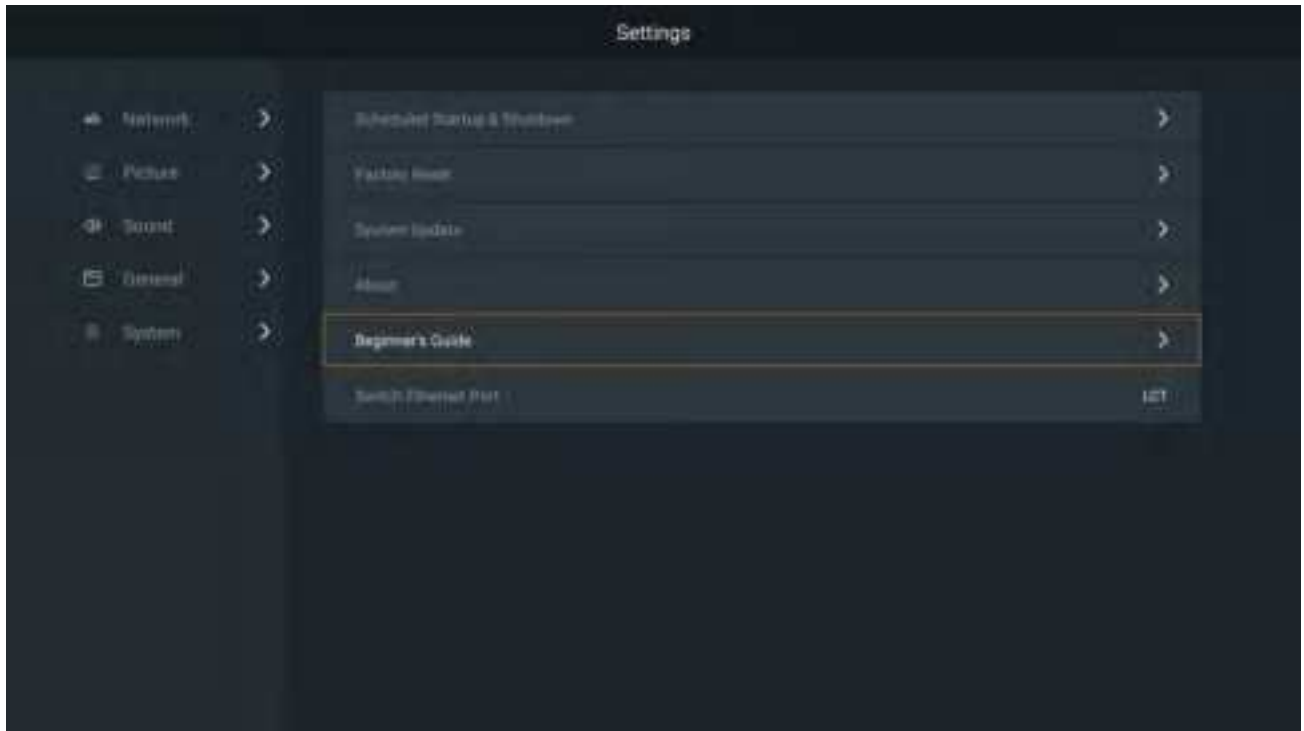 Settings
Network
Picture
Sound
General
System
Scheduled Startup & Shutdown
Factory Reset
System Update
About
Beginner's Guide
Switch Ethernet Port